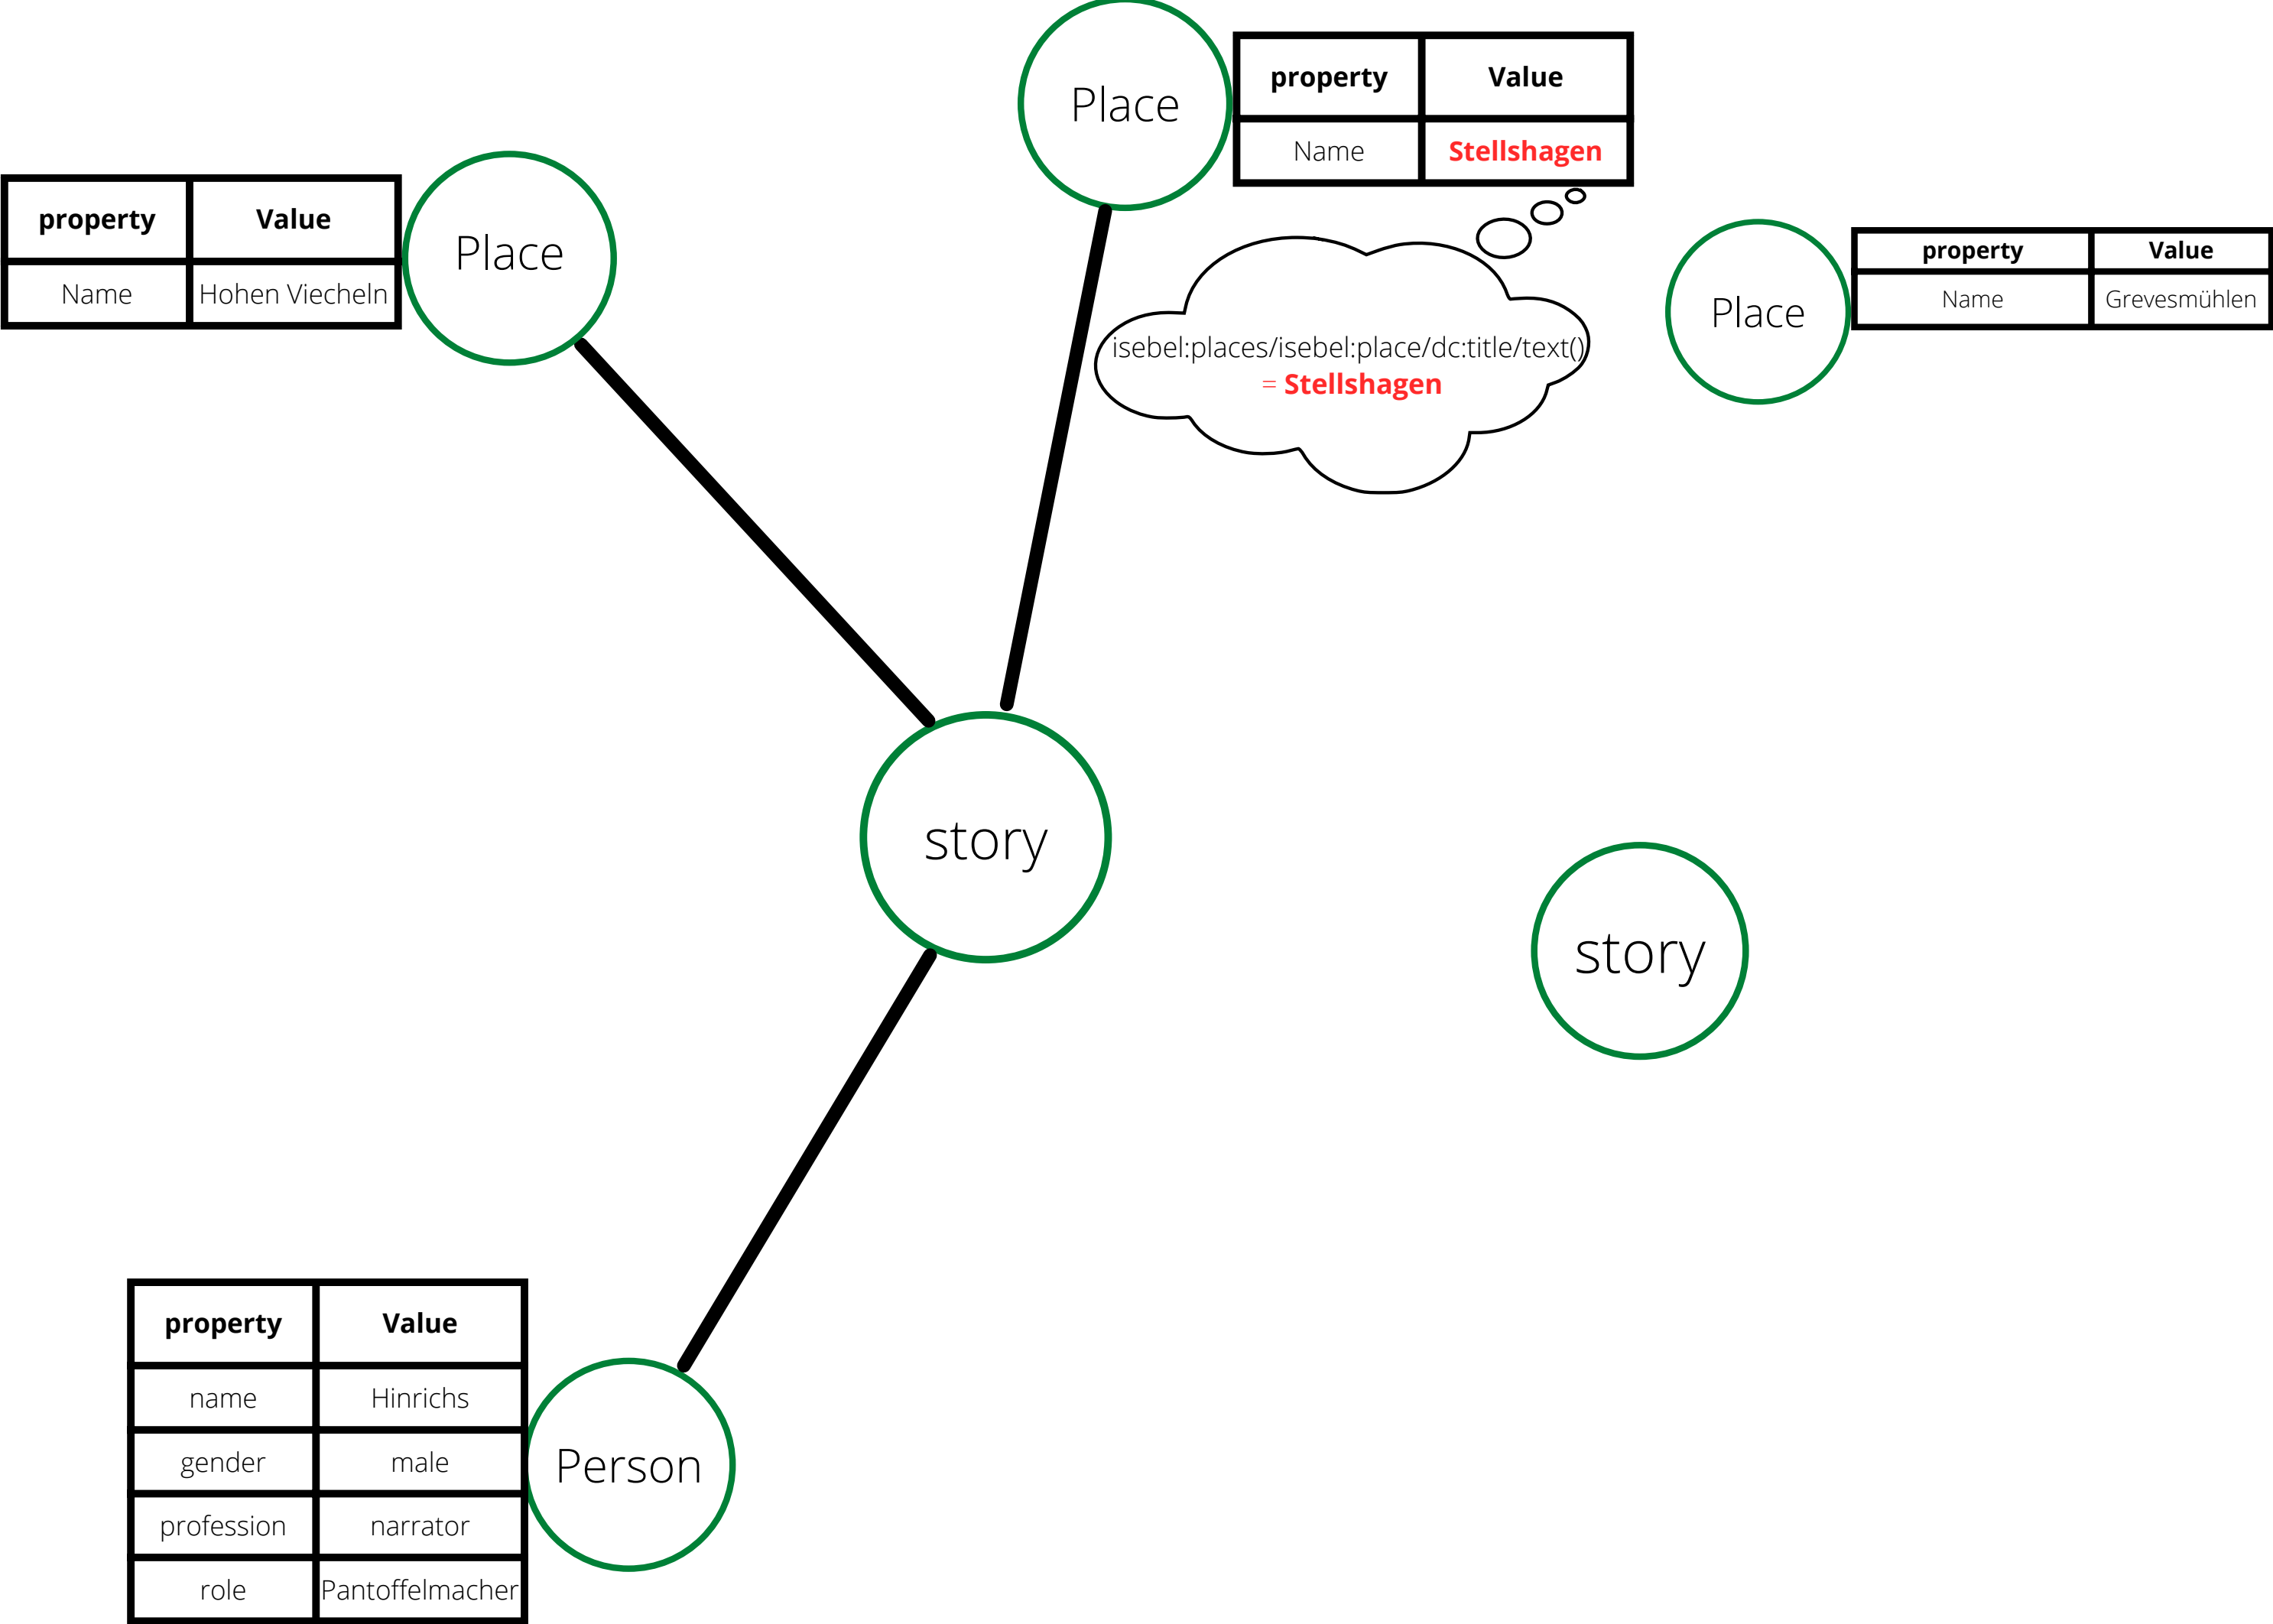 Place
property Value
Name Stellshagen
property Value
Name Hohen Viecheln
Place
Place
property Value
Name Grevesmühlen
isebel:places/isebel:place/dc:title/text()
= Stellshagen
story
story
property Value
name Hinrichs
gender male
profession narrator
role Pantoffelmacher
Person